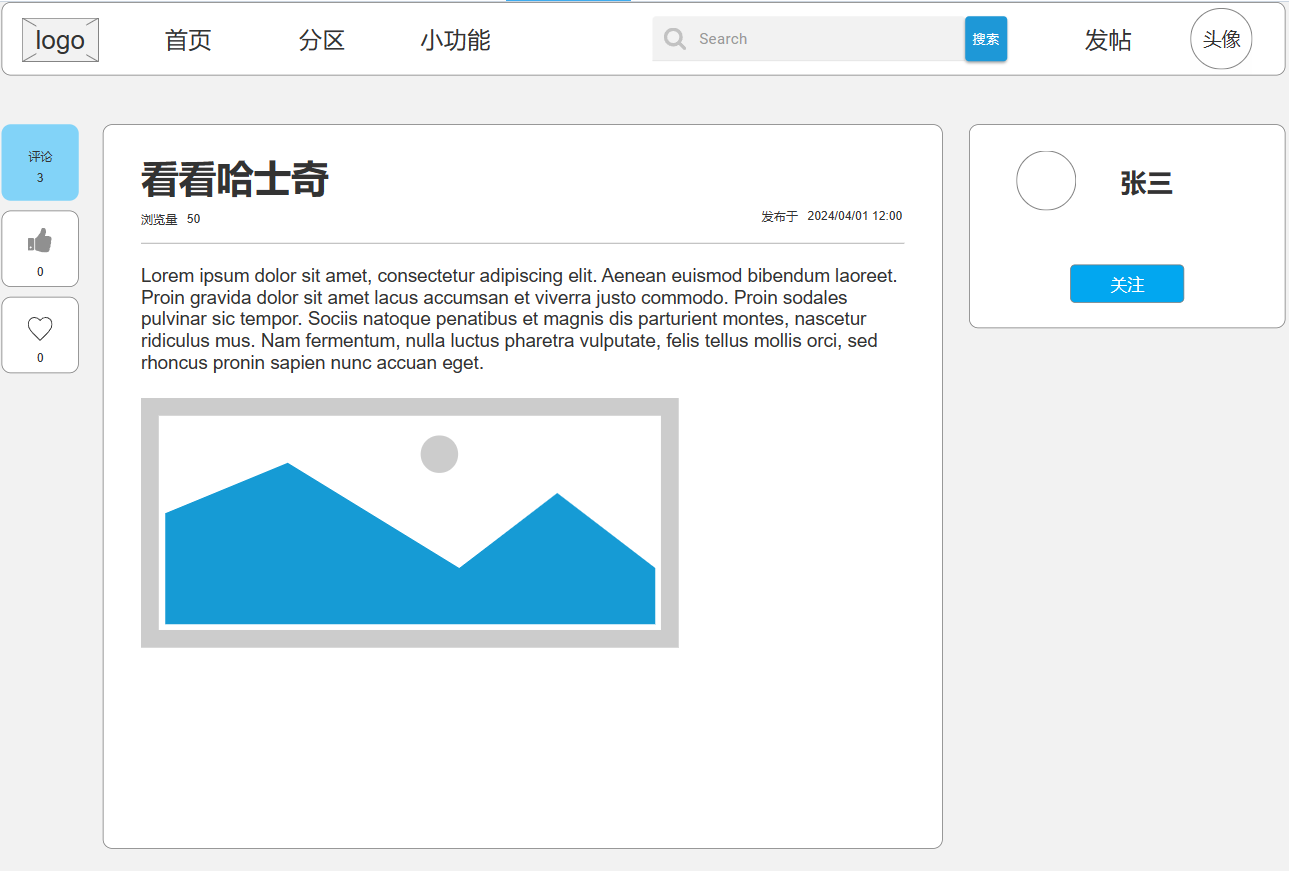 logo
首页
分区
小功能
Search
搜索
发帖
头像
评论
3
0
0
看看哈士奇
浏览量 50
发布于 2024/04/01 12:00
Lorem ipsum dolor sit amet, consectetur adipiscing elit. Aenean euismod bibendum laoreet.
Proin gravida dolor sit amet lacus accumsan et viverra justo commodo. Proin sodales
pulvinar sic tempor. Sociis natoque penatibus et magnis dis parturient montes, nascetur
ridiculus mus. Nam fermentum, nulla luctus pharetra vulputate, felis tellus mollis orci, sed
rhoncus pronin sapien nunc accuan eget.
张三
关注